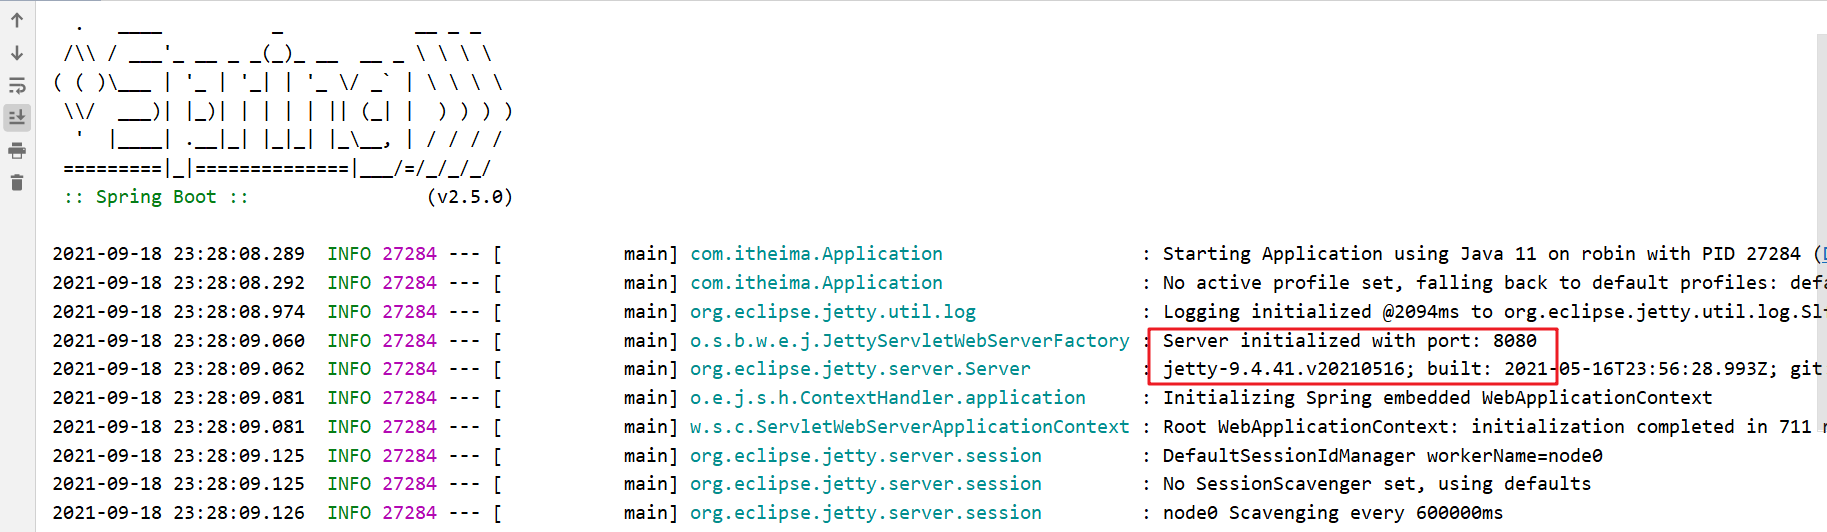 .   ____          _            __ _ _
 /\\ / ___'_ __ _ _(_)_ __  __ _ \ \ \ \
( ( )\___ | '_ | '_| | '_ \/ _` | \ \ \ \
 \\/  ___)| |_)| | | | | || (_| |  ) ) ) )
  '  |____| .__|_| |_|_| |_\__, | / / / /
 =========|_|==============|___/=/_/_/_/
 :: Spring Boot ::                (v2.5.0)
2021-09-18 23:28:08.289  INFO 27284 --- [           main] com.itheima.Application                  : Starting Application using Java 11 on robin with PID 27284 (
2021-09-18 23:28:08.292  INFO 27284 --- [           main] com.itheima.Application                  : No active profile set, falling back to default profiles: defa
2021-09-18 23:28:08.974  INFO 27284 --- [           main] org.eclipse.jetty.util.log               : Logging initialized @2094ms to org.eclipse.jetty.util.log.Sl
2021-09-18 23:28:09.060  INFO 27284 --- [           main] o.s.b.w.e.j.JettyServletWebServerFactory : Server initialized with port: 8080
2021-09-18 23:28:09.062  INFO 27284 --- [           main] org.eclipse.jetty.server.Server          : jetty-9.4.41.v20210516; built: 2021-05-16T23:56:28.993Z; git
2021-09-18 23:28:09.081  INFO 27284 --- [           main] o.e.j.s.h.ContextHandler.application     : Initializing Spring embedded WebApplicationContext
2021-09-18 23:28:09.081  INFO 27284 --- [           main] w.s.c.ServletWebServerApplicationContext : Root WebApplicationContext: initialization completed in 711
2021-09-18 23:28:09.125  INFO 27284 --- [           main] org.eclipse.jetty.server.session         : DefaultSessionIdManager workerName=node0
2021-09-18 23:28:09.125  INFO 27284 --- [           main] org.eclipse.jetty.server.session         : No SessionScavenger set, using defaults
2021-09-18 23:28:09.126  INFO 27284 --- [           main] org.eclipse.jetty.server.session         : node0 Scavenging every 600000ms